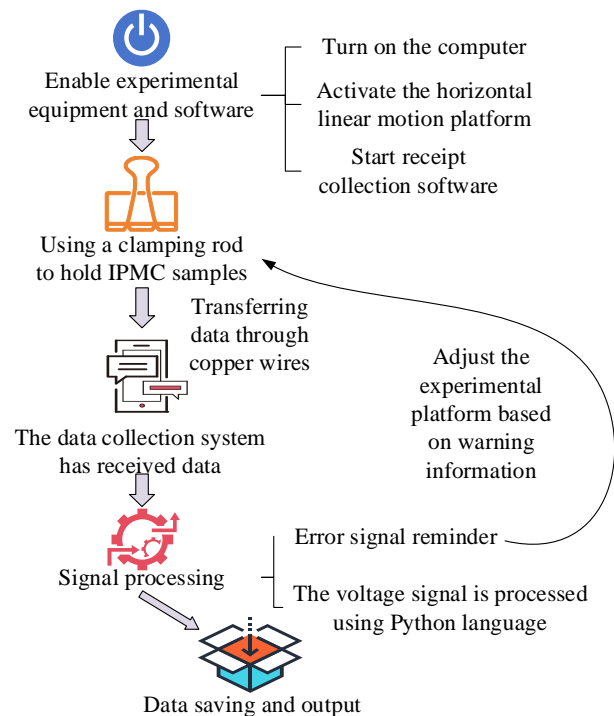 Enable experimental
equipment and software
Turn on the computer
Activate the horizontal
linear motion platform
Start receipt
collection software
Using a clamping rod
to hold IPMC samples
Transferring
data through
copper wires
Adjust the
experimental
platform based
on warning
information
The data collection system
has received data
Signal processing
Error signal reminder
The voltage signal is processed
using Python language
Data saving and output